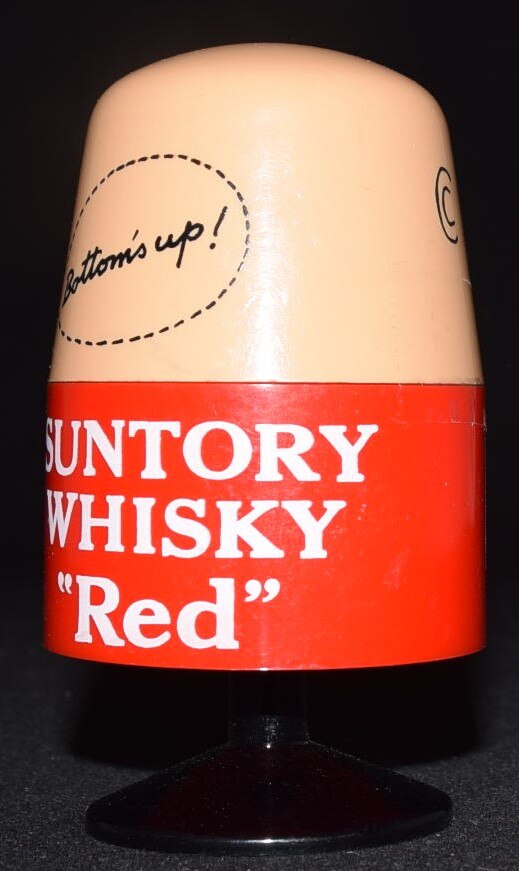 Bottom's up!
SUNTORY
WHISKY
"Red"